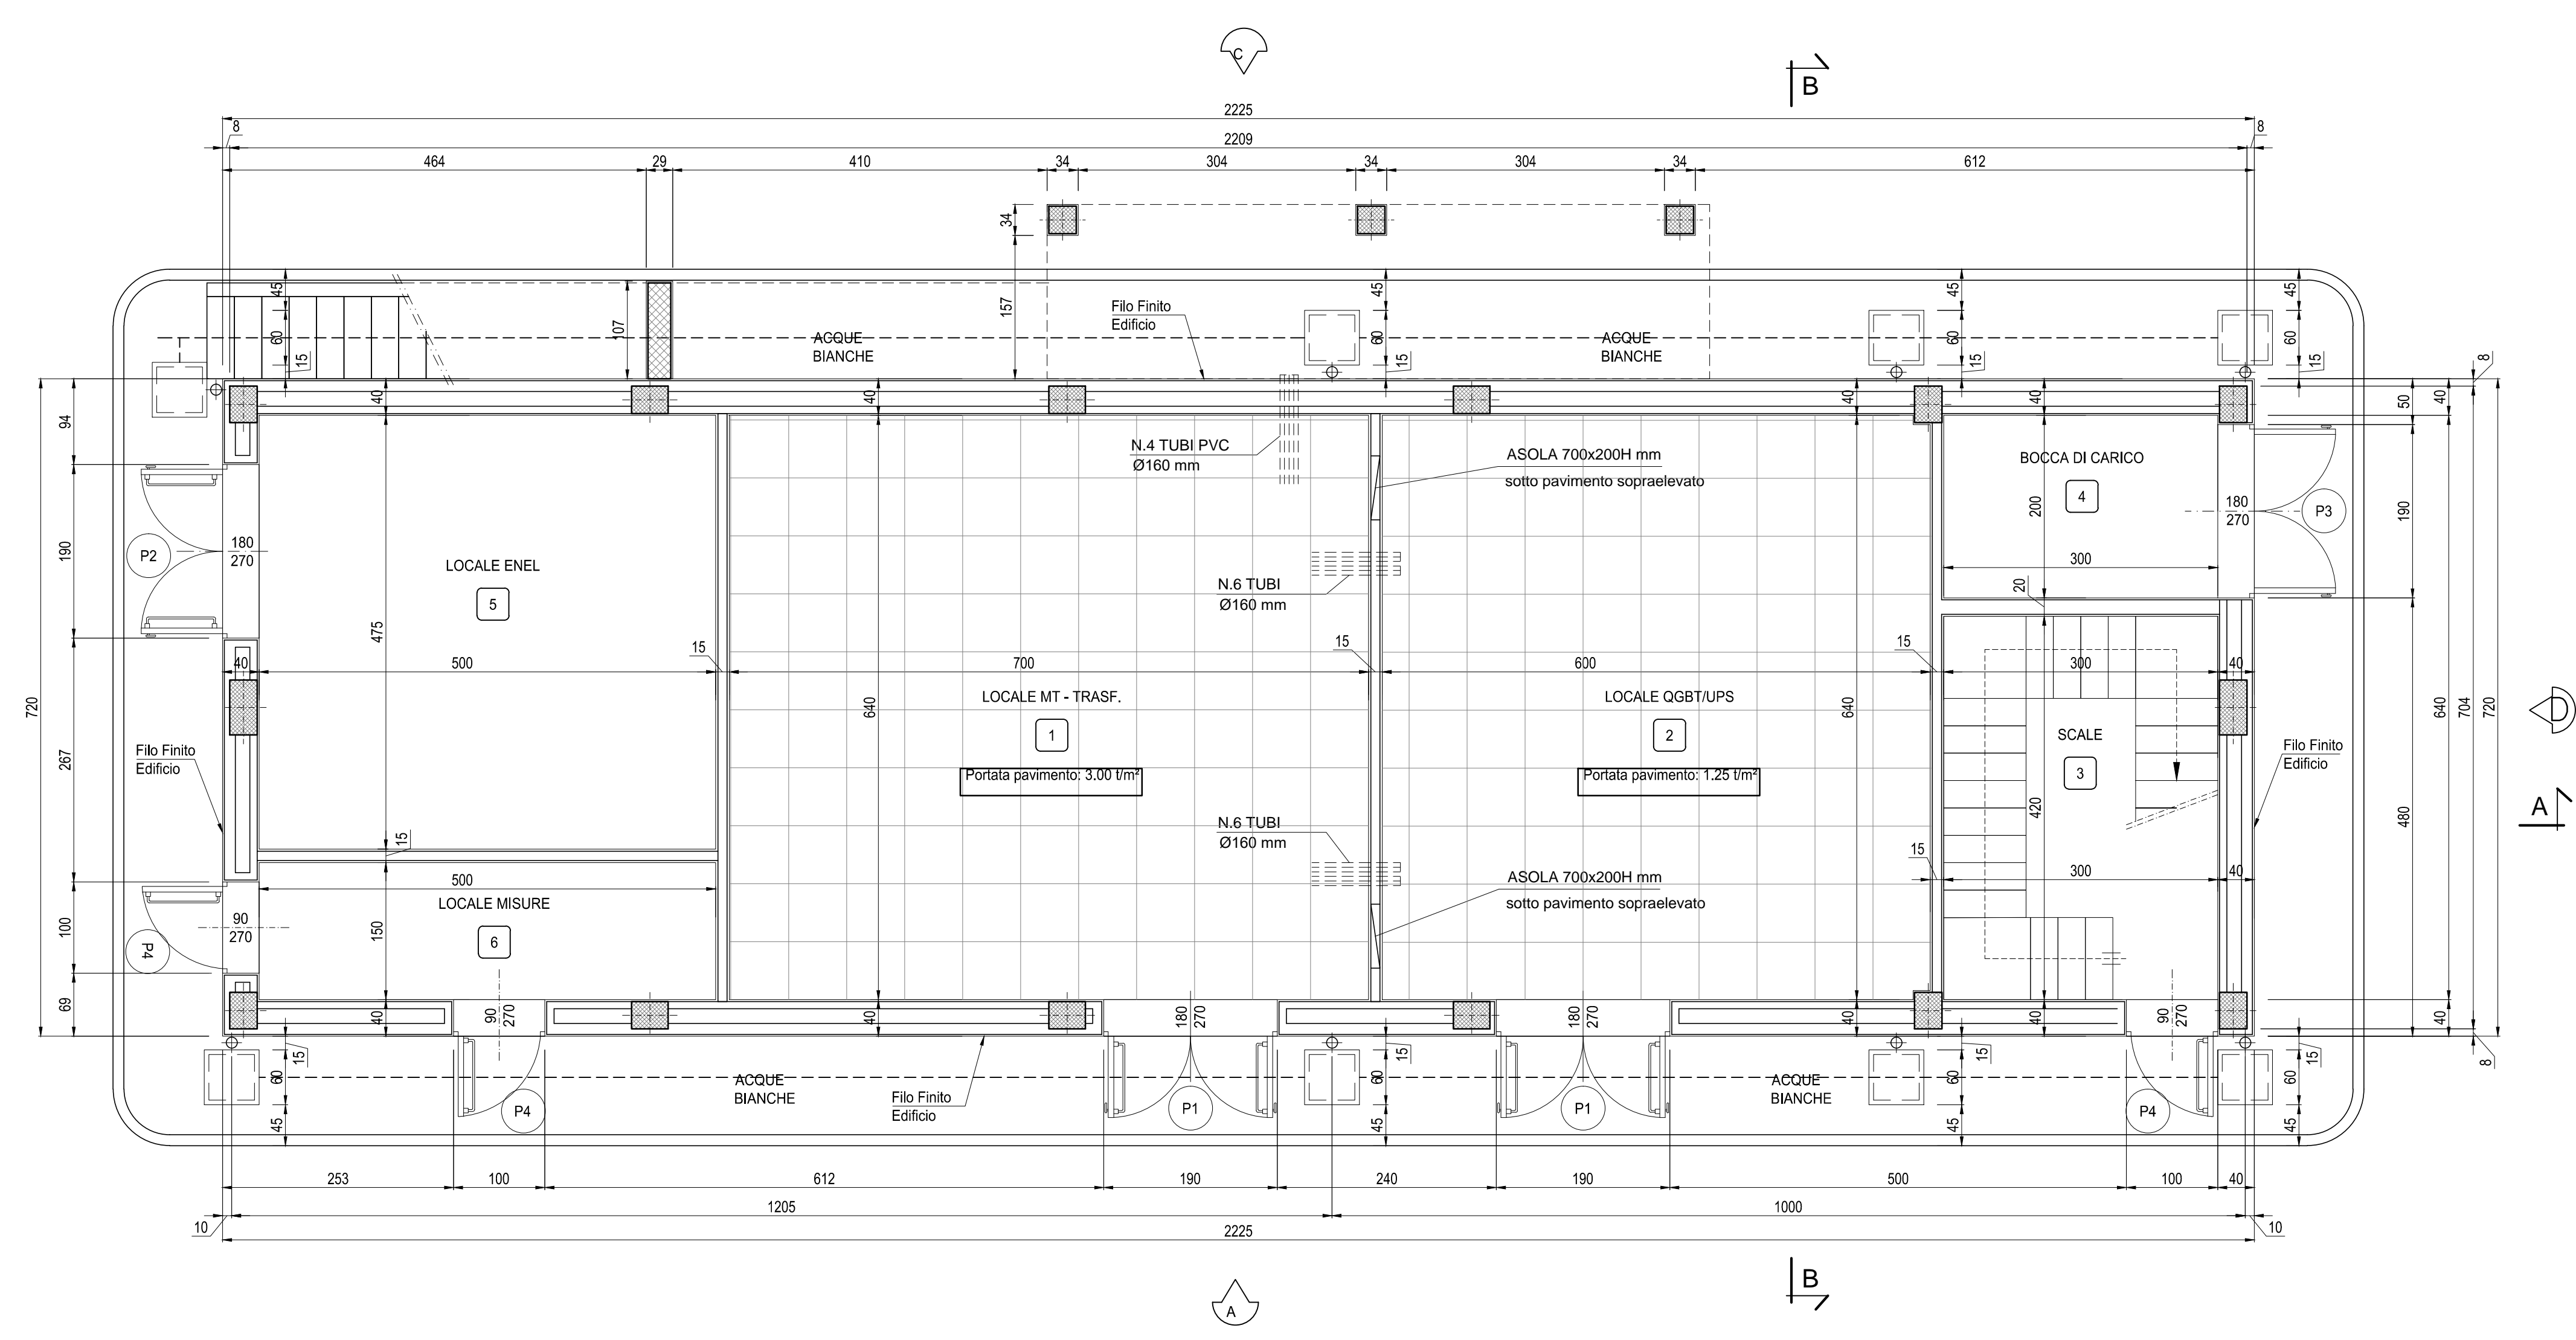 C
B
2225
8
2209
8
464
29
410
34
304
34
304
34
612
34
157
107
45
60
15
45
60
15
45
60
15
45
60
15
8
Filo Finito
Edificio
ACQUE
BIANCHE
ACQUE
BIANCHE
40
40
40
40
50
40
94
190
267
100
69
720
P2
180
270
LOCALE ENEL
5
475
500
40
15
N.4 TUBI PVC
Ø160 mm
ASOLA 700x200H mm
sotto pavimento sopraelevato
N.6 TUBI
Ø160 mm
BOCCA DI CARICO
4
200
300
20
180
270
P3
190
480
640
704
720
700
15
600
15
300
40
LOCALE MT - TRASF.
1
Portata pavimento: 3.00 t/m²
640
LOCALE QGBT/UPS
2
Portata pavimento: 1.25 t/m²
640
SCALE
3
420
Filo Finito
Edificio
Filo Finito
Edificio
D
A
15
N.6 TUBI
Ø160 mm
ASOLA 700x200H mm
sotto pavimento sopraelevato
15
300
40
500
LOCALE MISURE
6
150
90
270
P4
40
90
270
40
180
270
180
270
40
40
90
270
40
8
15
60
45
15
60
45
15
60
45
15
60
45
ACQUE
BIANCHE
P4
Filo Finito
Edificio
P1
P1
ACQUE
BIANCHE
P4
253
100
612
190
240
190
500
100
40
10
1205
1000
10
2225
A
B